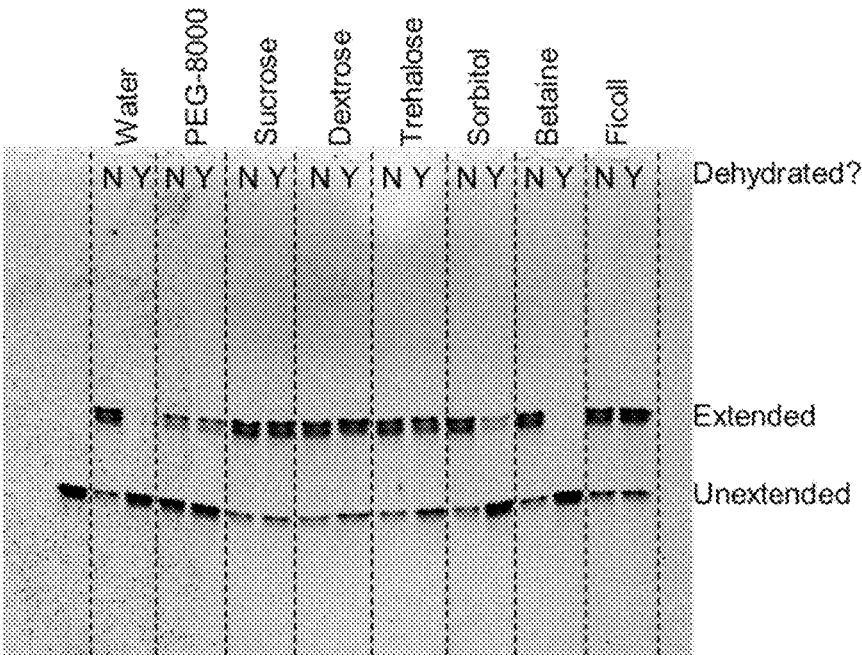 Water
PEG-8000
Sucrose
Dextrose
Trehalose
Sorbitol
Betaine
Ficoll
N Y N Y N Y N Y N Y N Y N Y N Y Dehydrated?
Extended
Unextended